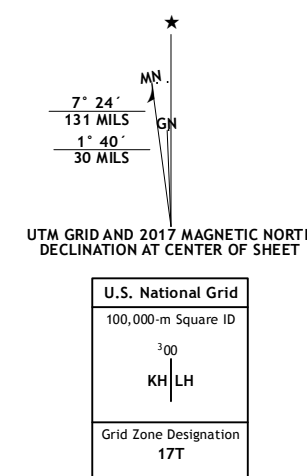 ★
MN
7° 24´
131 MILS
GN
1° 40´
30 MILS
UTM GRID AND 2017 MAGNETIC NORTH
DECLINATION AT CENTER OF SHEET
U.S. National Grid
100,000-m Square ID
³00
KH LH
Grid Zone Designation
17T